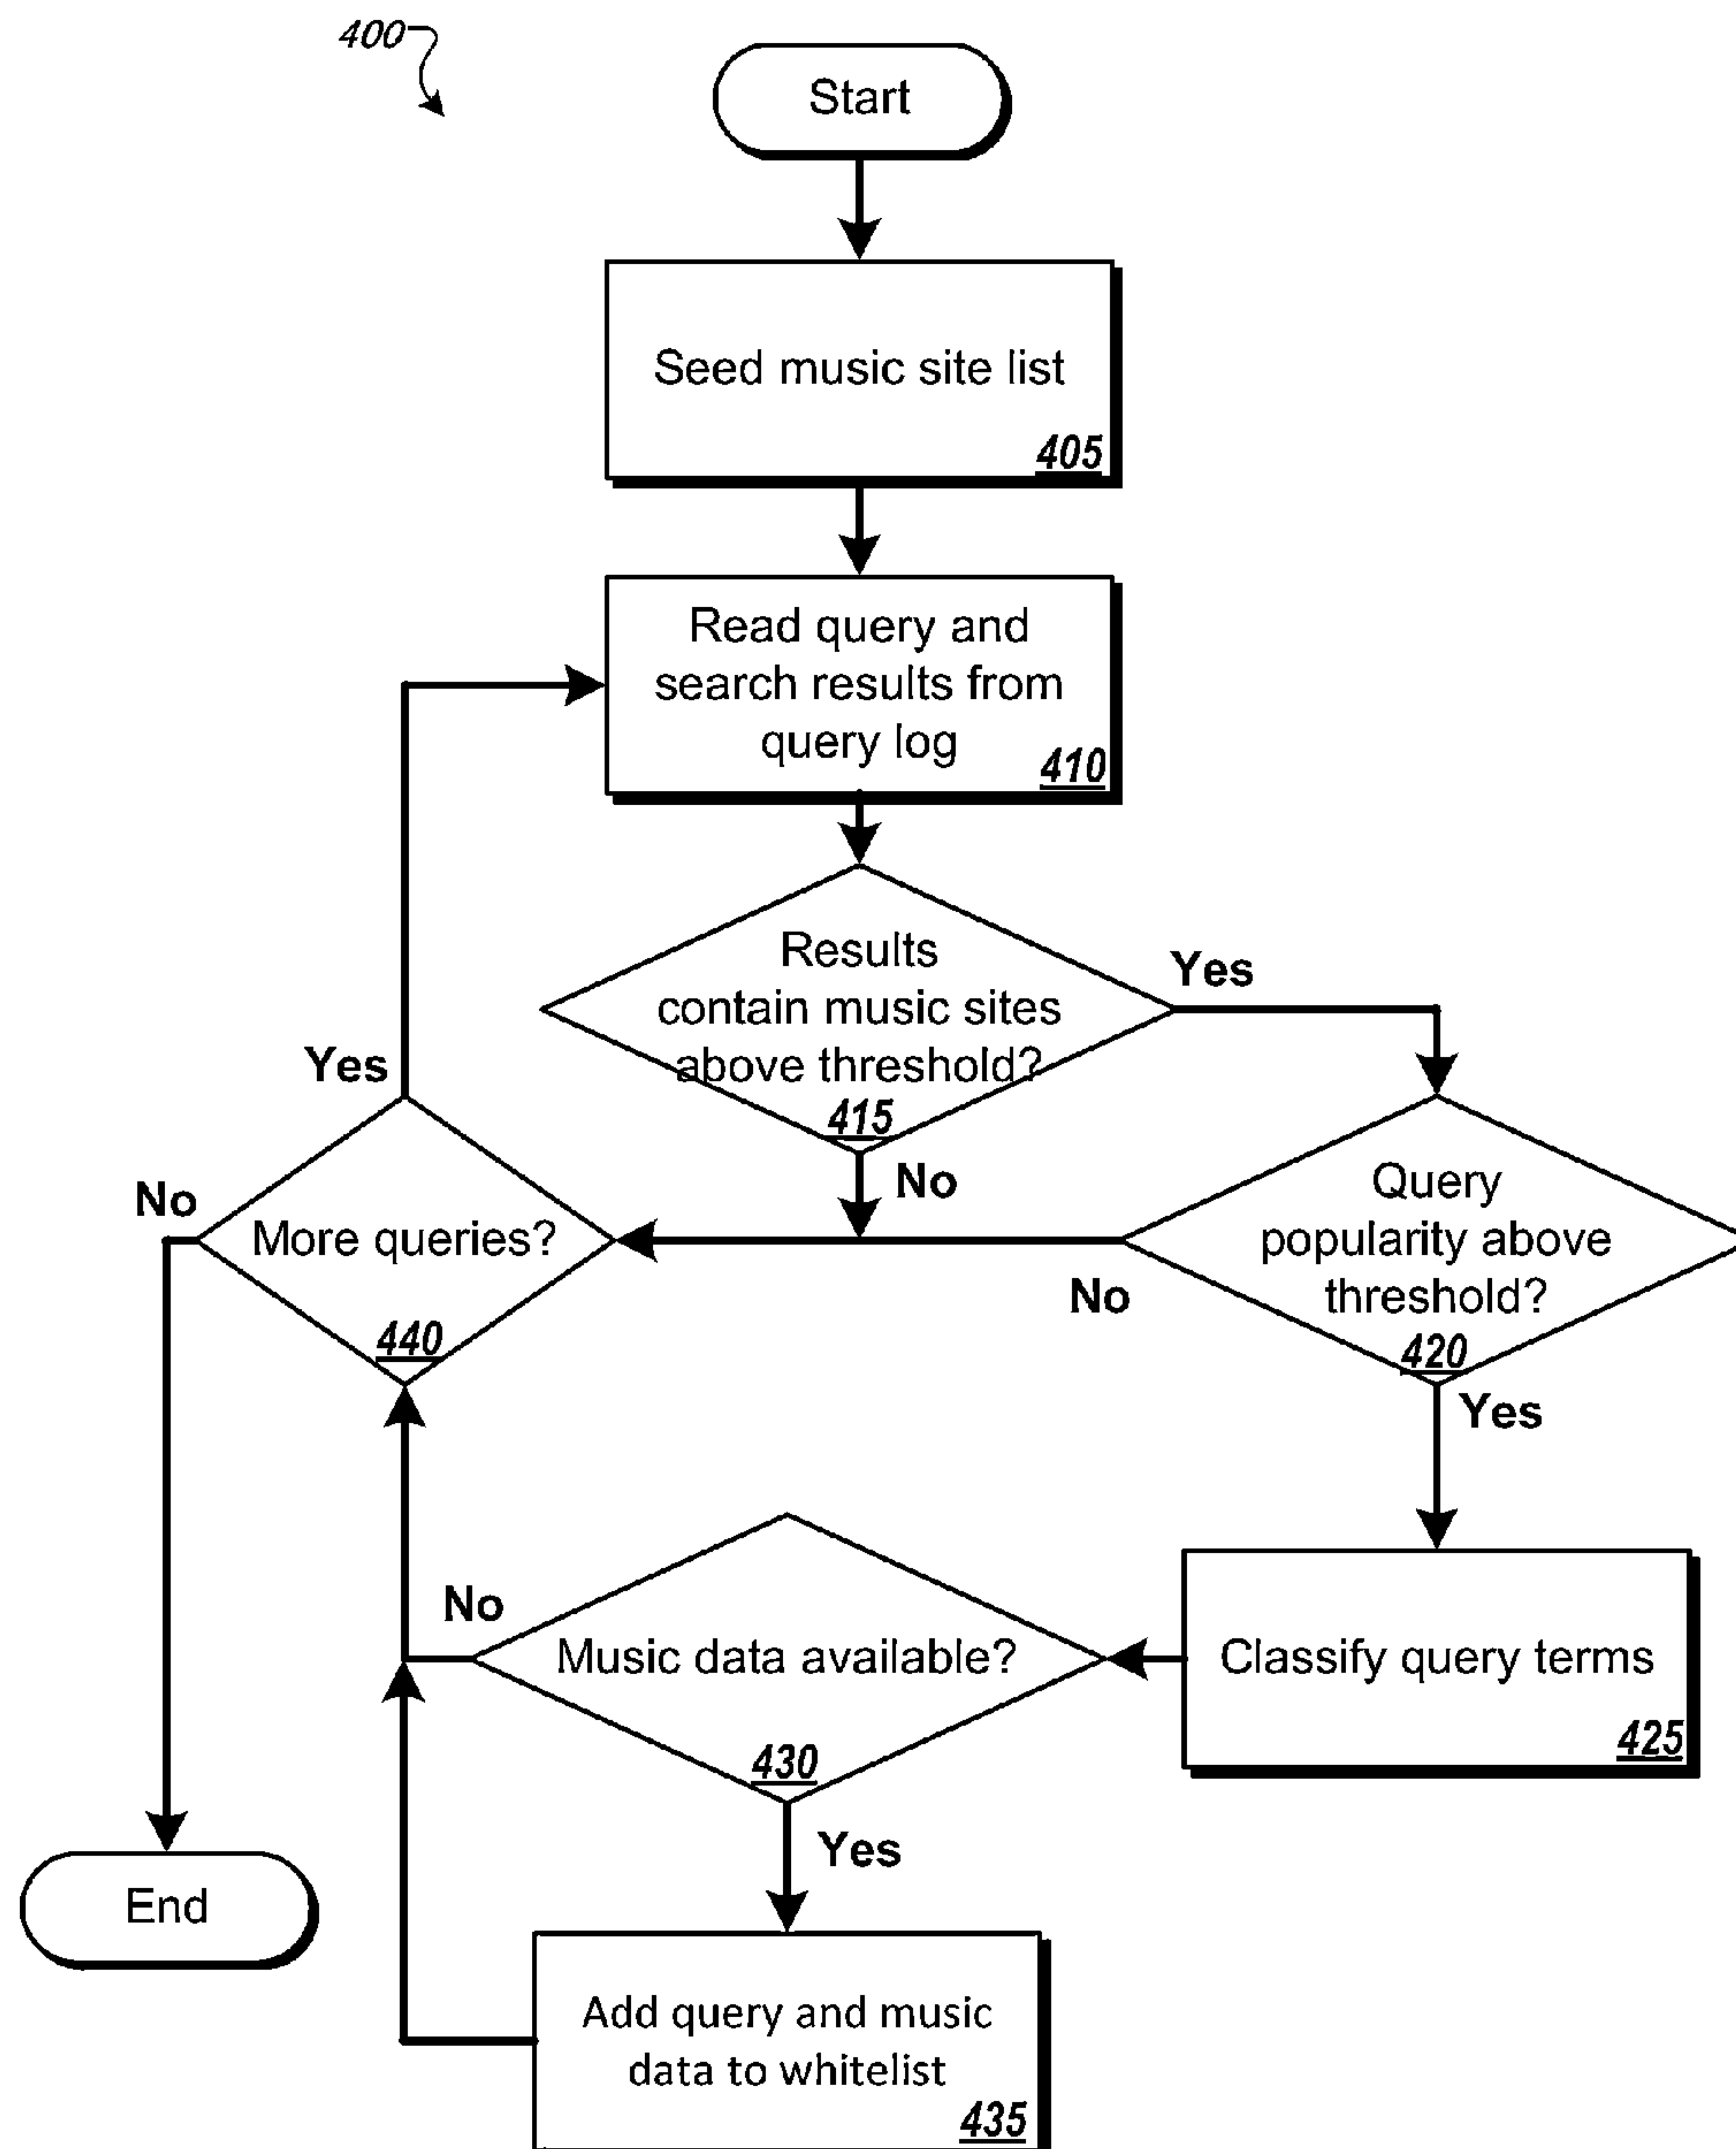 400
Start
Seed music site list
405
Read query and
search results from
query log
410
Results
contain music sites
above threshold?
415
Yes
No
Query
popularity above
threshold?
420
No
Yes
Yes
No
More queries?
440
Classify query terms
425
No
Music data available?
430
Yes
End
Add query and music
data to whitelist
435